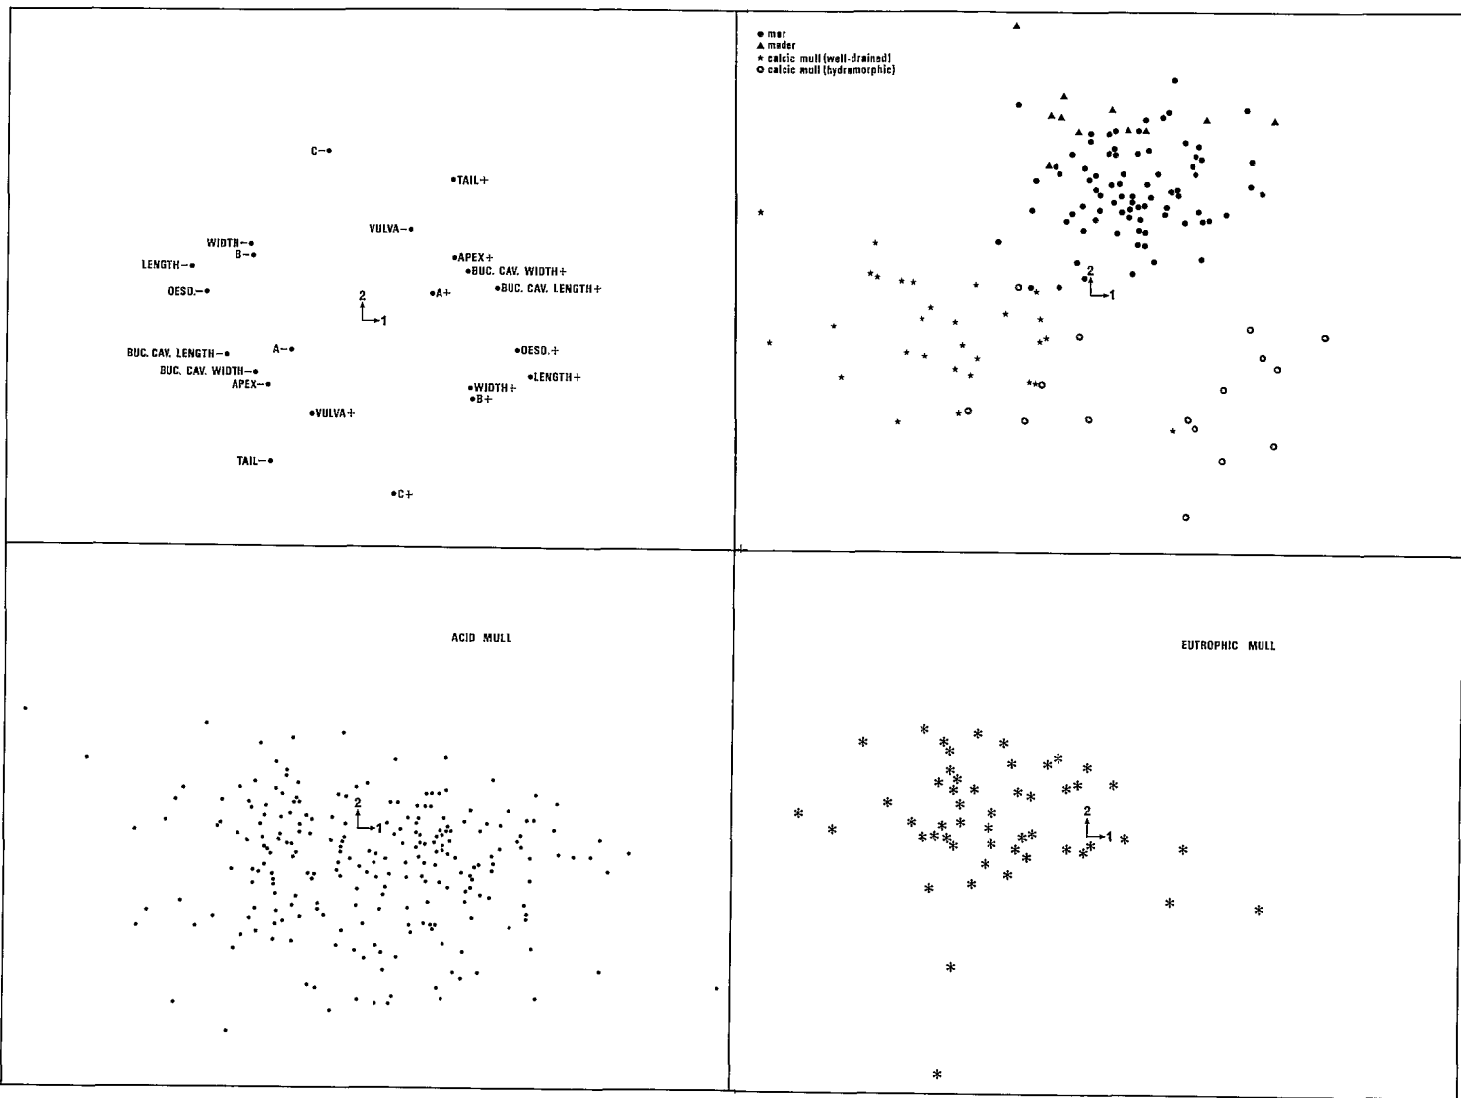 C-
TAIL+
VULVA-
WIDTH-
B-
LENGTH-
OESO.-
APEX+
BUC. CAV. WIDTH+
BUC. CAV. LENGTH+
A+
2
1
BUC. CAV. LENGTH-
A-
BUC. CAV. WIDTH-
APEX-
OESO.+
LENGTH+
WIDTH+
B+
VULVA+
TAIL-
C+
mor
moder
calcic mull (well-drained)
calcic mull (hydromorphic)
2
1
ACID MULL
2
1
EUTROPHIC MULL
2
1